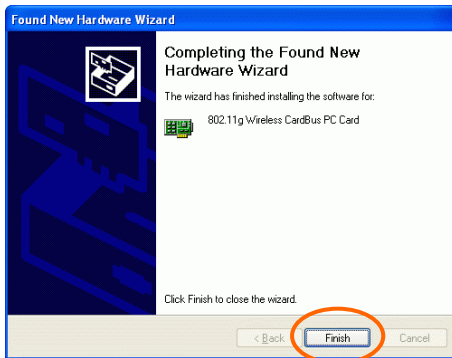 Found New Hardware Wizard
Completing the Found New
Hardware Wizard
The wizard has finished installing the software for:
802.11g Wireless CardBus PC Card
Click Finish to close the wizard.
< Back
Finish
Cancel